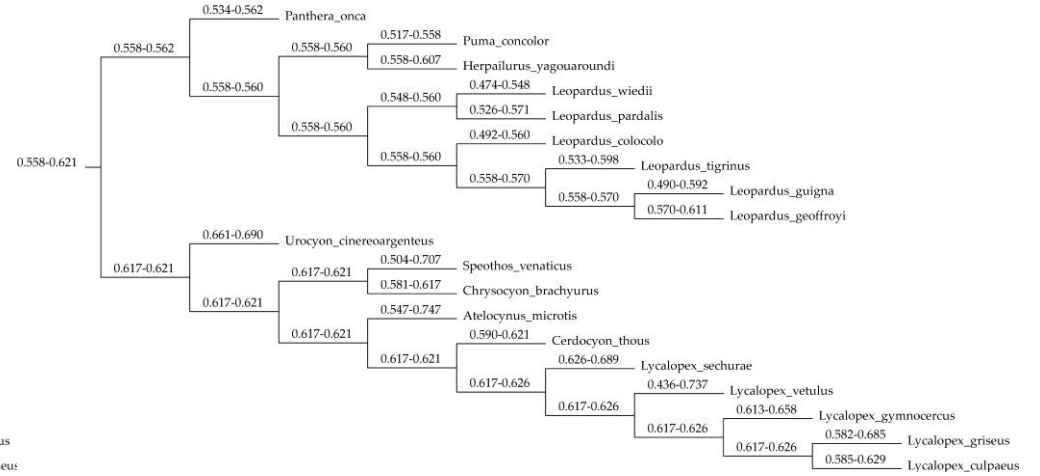 0.534-0.562
Panthera_onca
0.558-0.562
0.517-0.558
Puma_concolor
0.558-0.560
0.558-0.607
Herpailurus_yagouaroundi
0.558-0.560
0.474-0.548
Leopardus_wiedii
0.548-0.560
0.526-0.571
Leopardus_pardalis
0.558-0.560
0.492-0.560
Leopardus_colocolo
0.558-0.560
0.533-0.598
Leopardus_tigrinus
0.558-0.570
0.490-0.592
Leopardus_guigna
0.558-0.570
0.570-0.611
Leopardus_geoffroyi
0.558-0.621
0.661-0.690
Urocyon_cinereoargenteus
0.617-0.621
0.504-0.707
Speothos_venaticus
0.617-0.621
0.581-0.617
Chrysocyon_brachyurus
0.617-0.621
0.547-0.747
Atelocynus_microtis
0.617-0.621
0.590-0.621
Cerdocyon_thous
0.617-0.621
0.626-0.689
Lycalopex_sechurae
0.617-0.626
0.436-0.737
Lycalopex_vetulus
0.617-0.626
0.613-0.658
Lycalopex_gymnocercus
0.617-0.626
0.582-0.685
Lycalopex_griseus
0.617-0.626
0.585-0.629
Lycalopex_culpaeus
us
eus